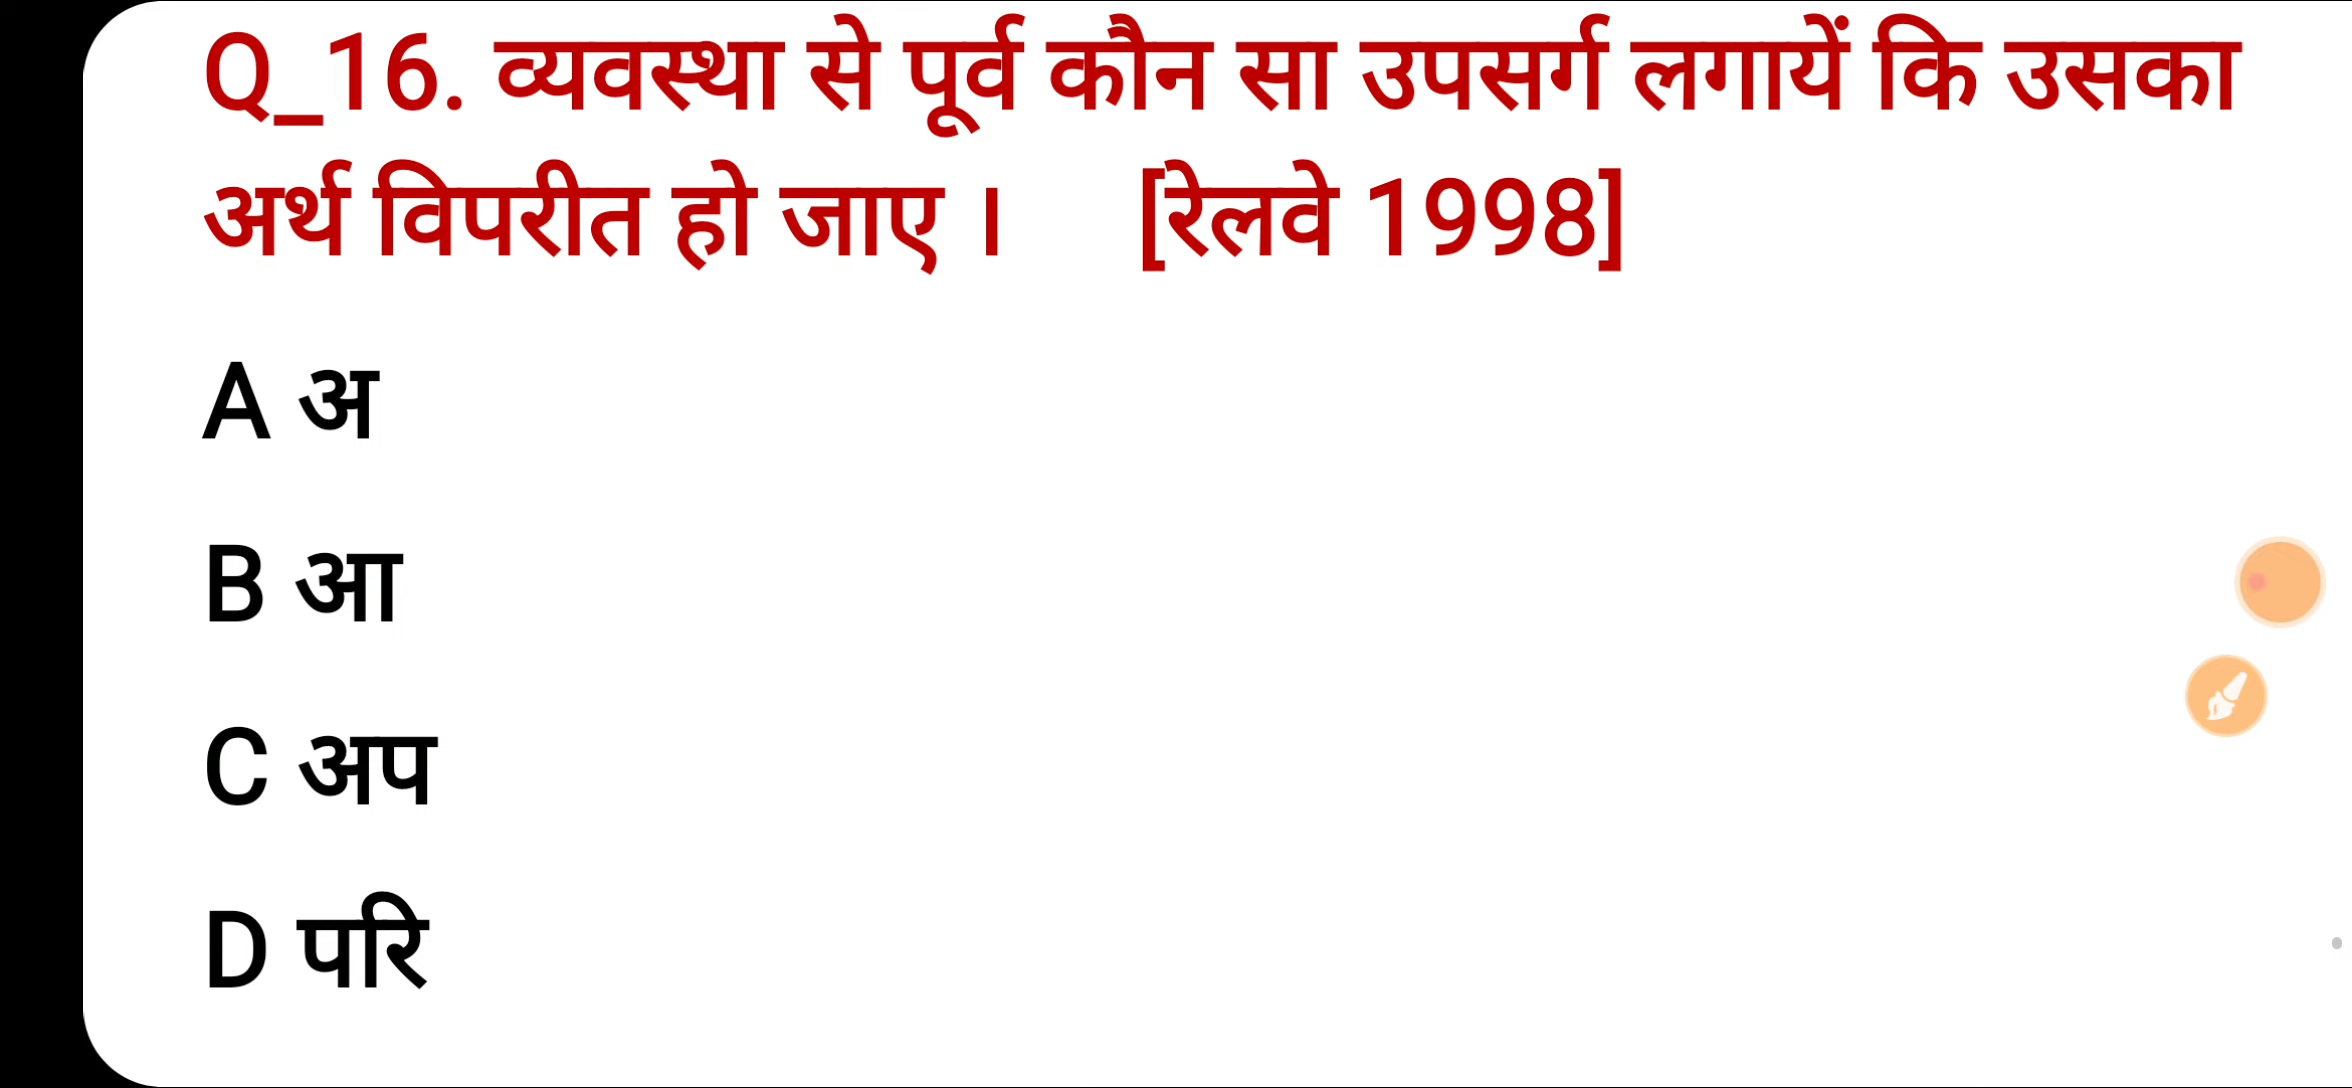 Q_16. व्यवस्था से पूर्व कौन सा उपसर्ग लगायें कि उसका
अर्थ विपरीत हो जाए । [रेलवे 1998]
A अ
B आ
C अप
D परि